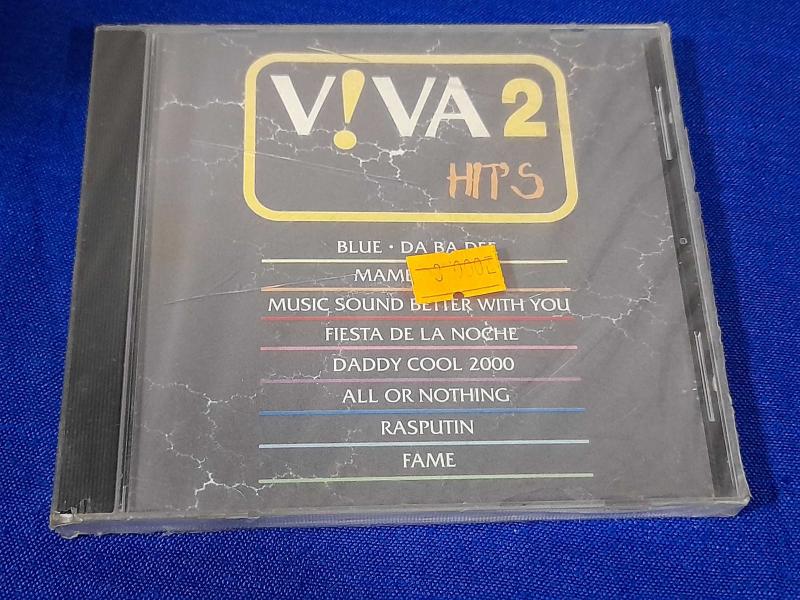 V!VA 2
HIT'S
BLUE · DA BA DEE
MUSIC SOUND BETTER WITH YOU
FIESTA DE LA NOCHE
DADDY COOL 2000
ALL OR NOTHING
RASPUTIN
FAME